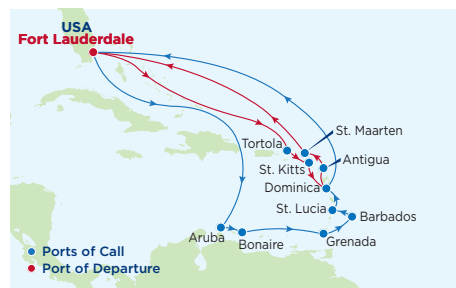 USA
Fort Lauderdale
St. Maarten
Tortola
Antigua
St. Kitts
Dominica
St. Lucia
Barbados
Aruba
Bonaire
Grenada
Ports of Call
Port of Departure